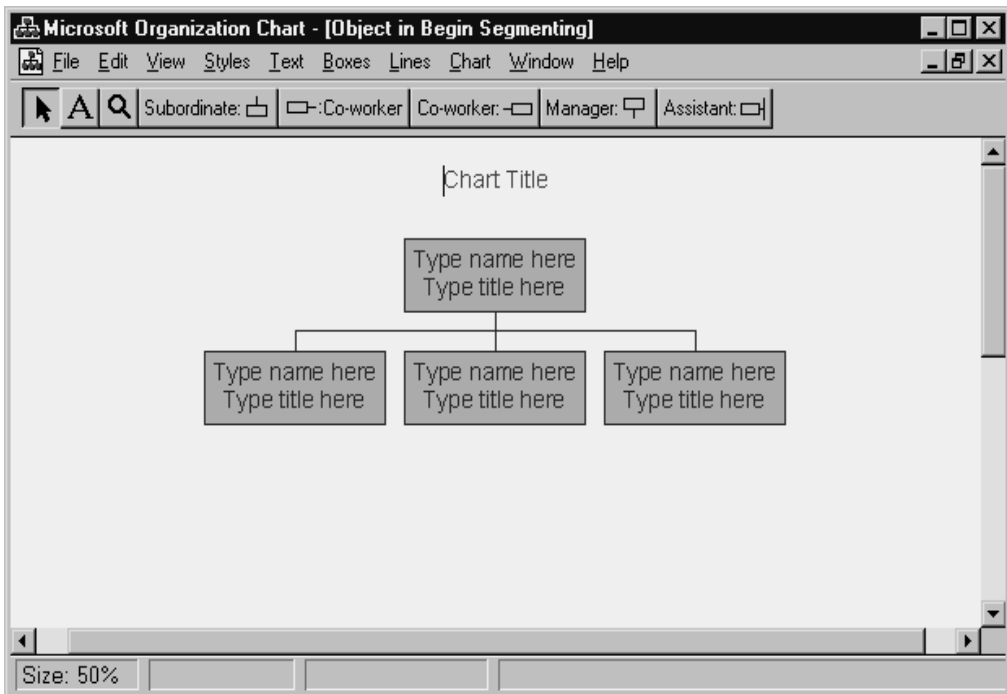 Microsoft Organization Chart - [Object in Begin Segmenting]
File Edit View Styles Text Boxes Lines Chart Window Help
A Subordinate: :Co-worker Co-worker: Manager: Assistant:
Chart Title
Type name here
Type title here
Type name here Type name here Type name here
Type title here Type title here Type title here
Size: 50%